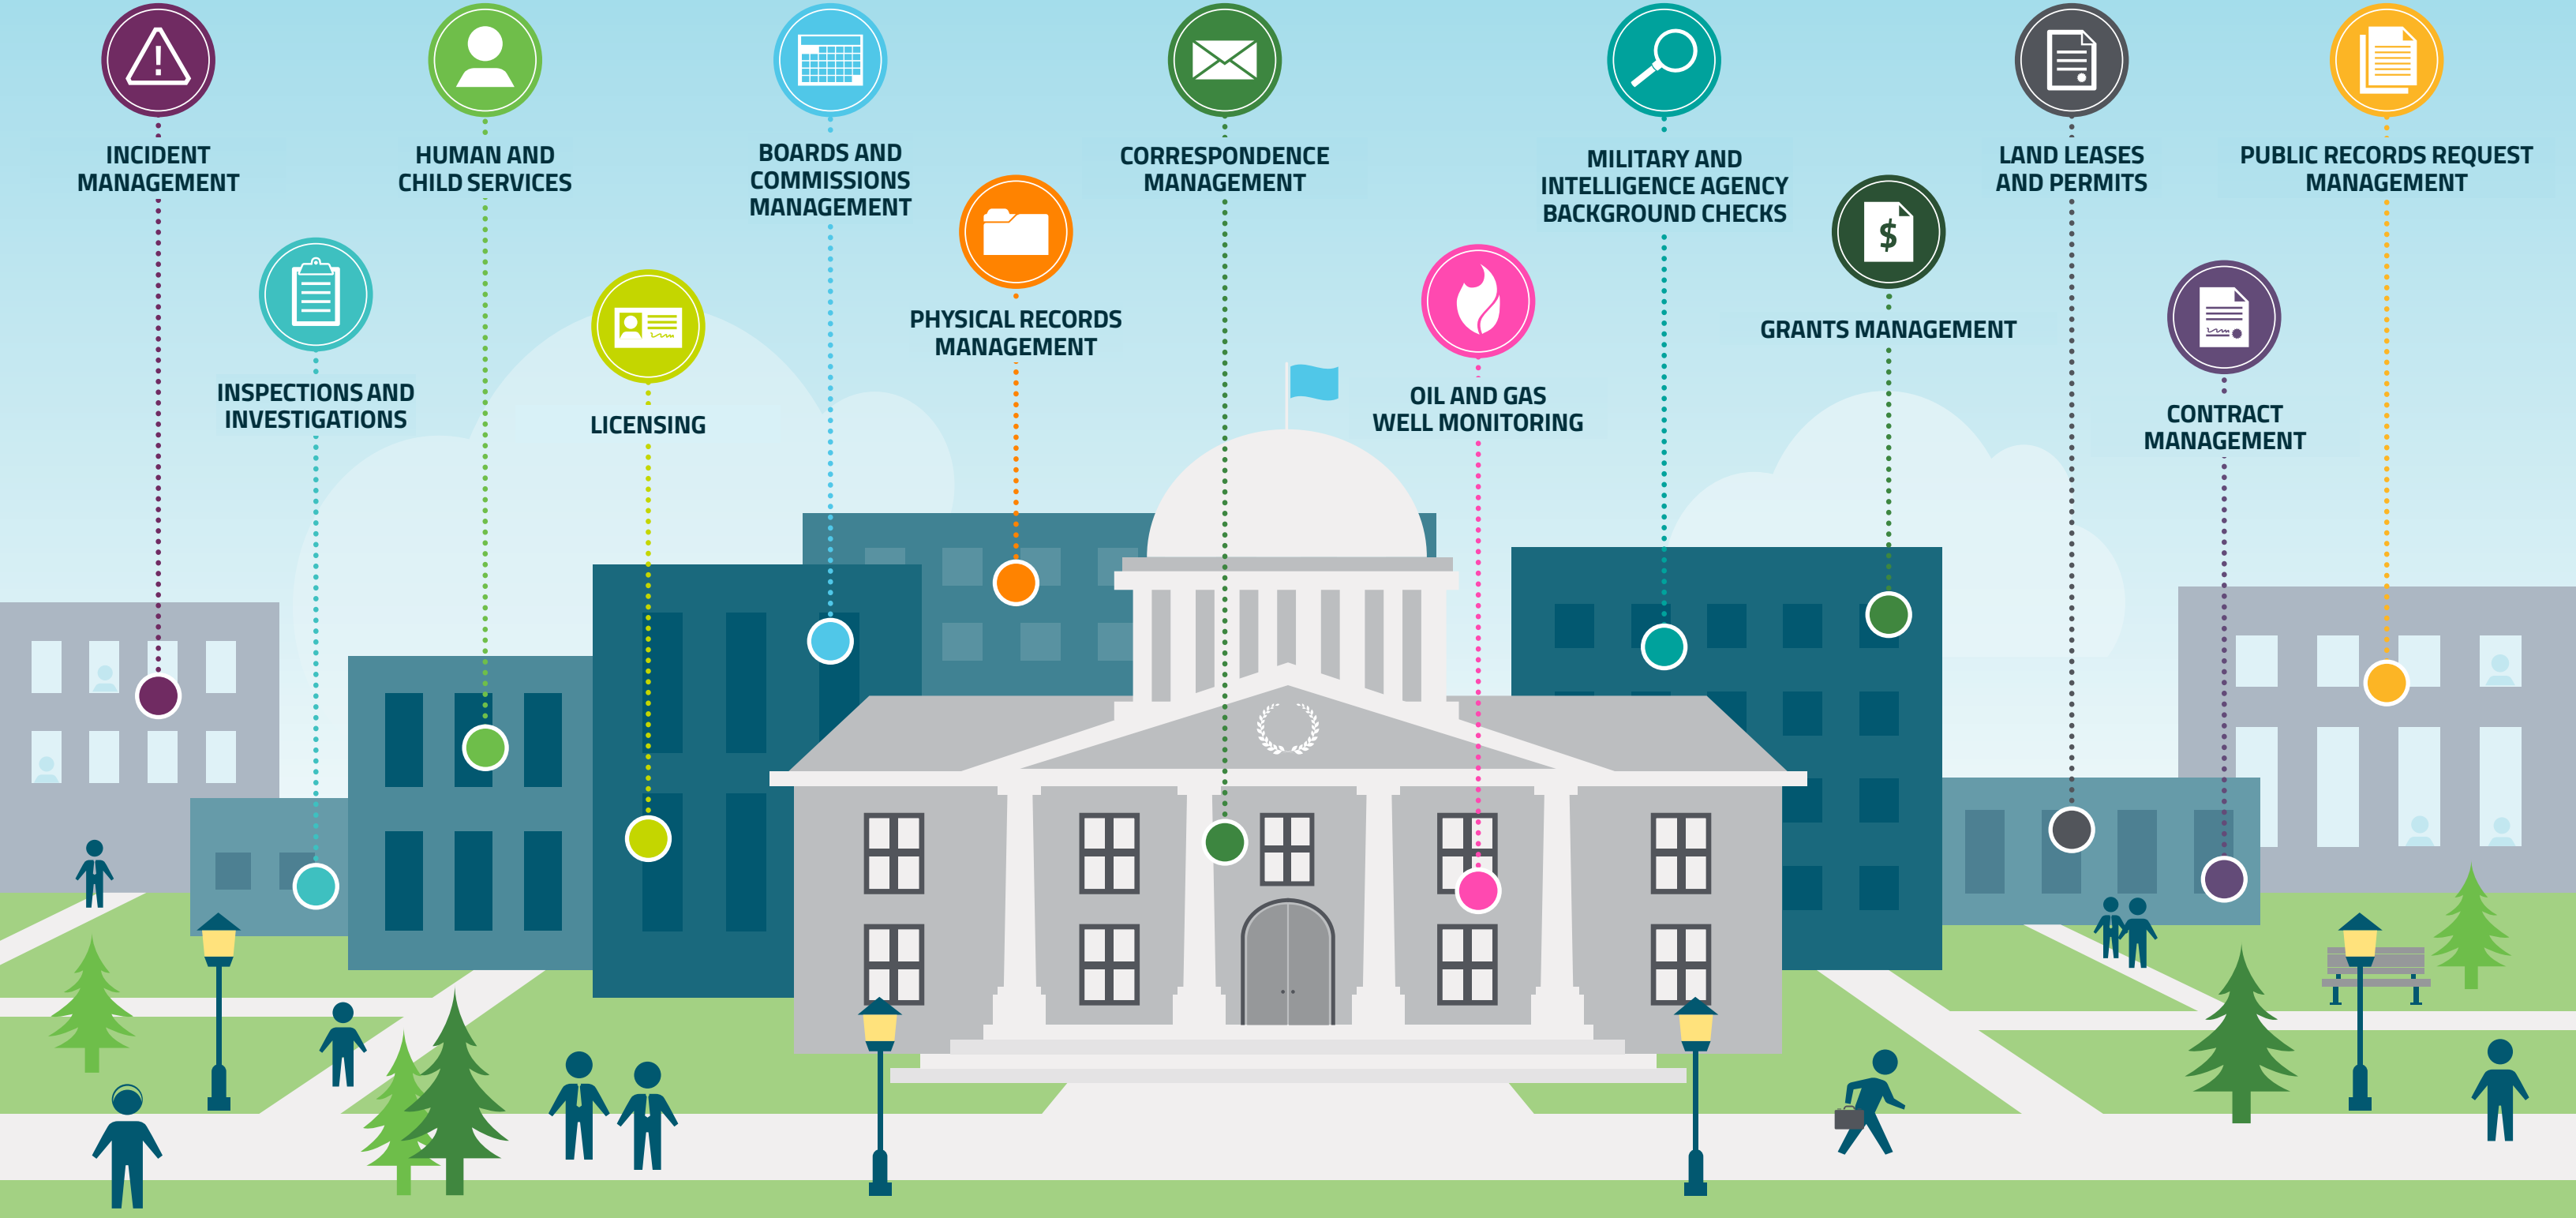 INCIDENT
MANAGEMENT
HUMAN AND
CHILD SERVICES
BOARDS AND
COMMISSIONS
MANAGEMENT
CORRESPONDENCE
MANAGEMENT
MILITARY AND
INTELLIGENCE AGENCY
BACKGROUND CHECKS
LAND LEASES
AND PERMITS
PUBLIC RECORDS REQUEST
MANAGEMENT
INSPECTIONS AND
INVESTIGATIONS
LICENSING
PHYSICAL RECORDS
MANAGEMENT
OIL AND GAS
WELL MONITORING
$
GRANTS MANAGEMENT
CONTRACT
MANAGEMENT